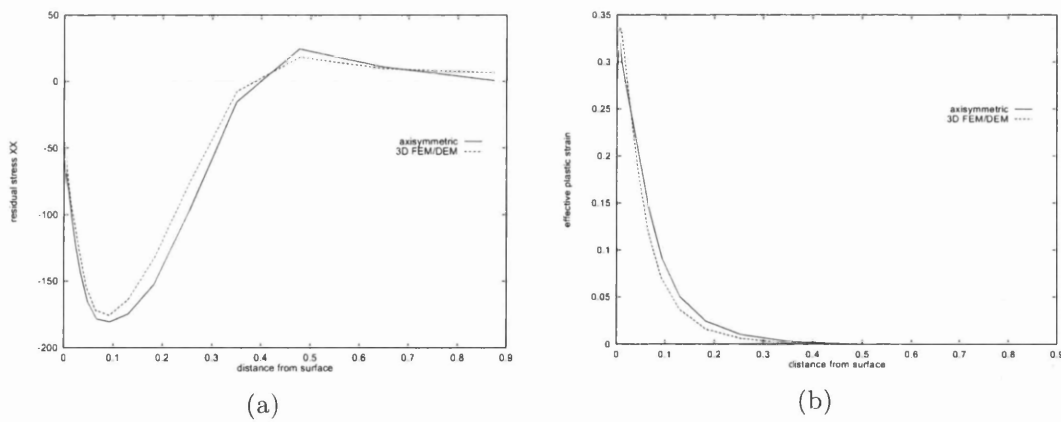 50
0
-50
-100
-150
-200
residual stress XX
axisymmetric
3D FEM/DEM
0 0.1 0.2 0.3 0.4 0.5 0.6 0.7 0.8 0.9
distance from surface
(a)
0.35
0.3
0.25
0.2
0.15
0.1
0.05
0
effective plastic strain
axisymmetric
3D FEM/DEM
0 0.1 0.2 0.3 0.4 0.5 0.6 0.7 0.8 0.9
distance from surface
(b)